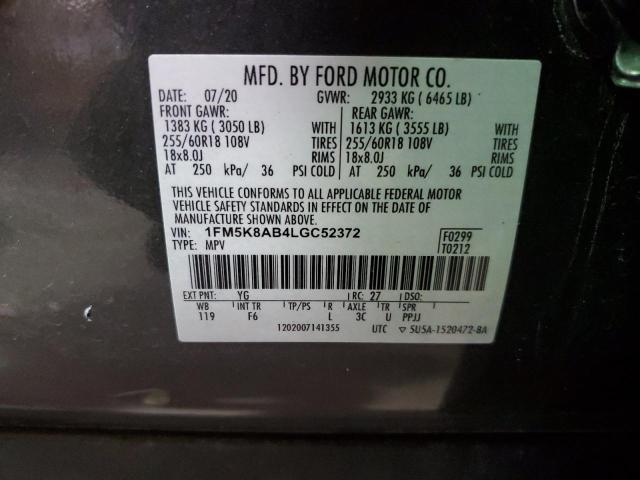 MFD. BY FORD MOTOR CO.
DATE: 07/20 GVWR: 2933 KG ( 6465 LB)
FRONT GAWR: REAR GAWR:
1383 KG ( 3050 LB) WITH 1613 KG ( 3555 LB) WITH
255/60R18 108V TIRES 255/60R18 108V TIRES
18x8.0J RIMS 18x8.0J RIMS
AT 250 kPa/ 36 PSI COLD AT 250 kPa/ 36 PSI COLD
THIS VEHICLE CONFORMS TO ALL APPLICABLE FEDERAL MOTOR
VEHICLE SAFETY STANDARDS IN EFFECT ON THE DATE OF
MANUFACTURE SHOWN ABOVE.
VIN: 1FM5K8AB4LGC52372 F0299
TYPE: MPV T0212
EXT PNT: YG RC: 27 DSO:
WB INT TR TP/PS R AXLE TR SPR
119 F6 L 3C U PPJJ
1202007141355 UTC ▽ 5U5A-1520472-BA